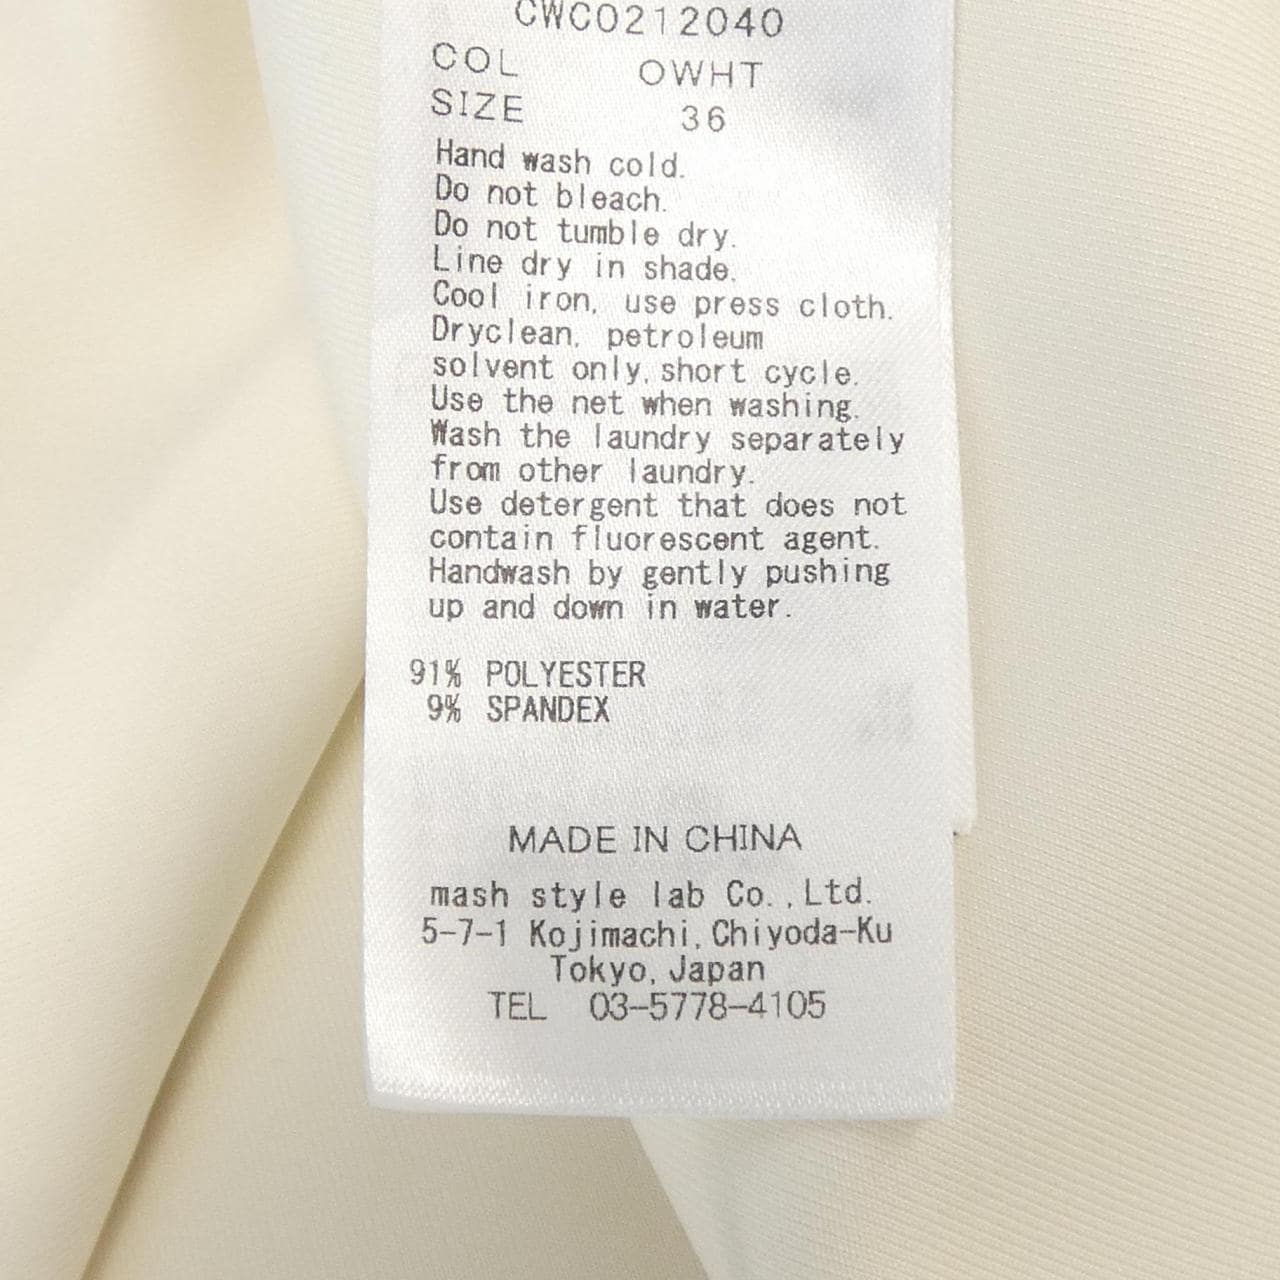 CWCO212040
COL OWHT
SIZE 36
Hand wash cold.
Do not bleach.
Do not tumble dry.
Line dry in shade.
Cool iron, use press cloth.
Dryclean, petroleum
solvent only, short cycle.
Use the net when washing.
Wash the laundry separately
from other laundry.
Use detergent that does not
contain fluorescent agent.
Handwash by gently pushing
up and down in water.
91% POLYESTER
9% SPANDEX
MADE IN CHINA
mash style lab Co.,Ltd.
5-7-1 Kojimachi,Chiyoda-Ku
Tokyo,Japan
TEL 03-5778-4105